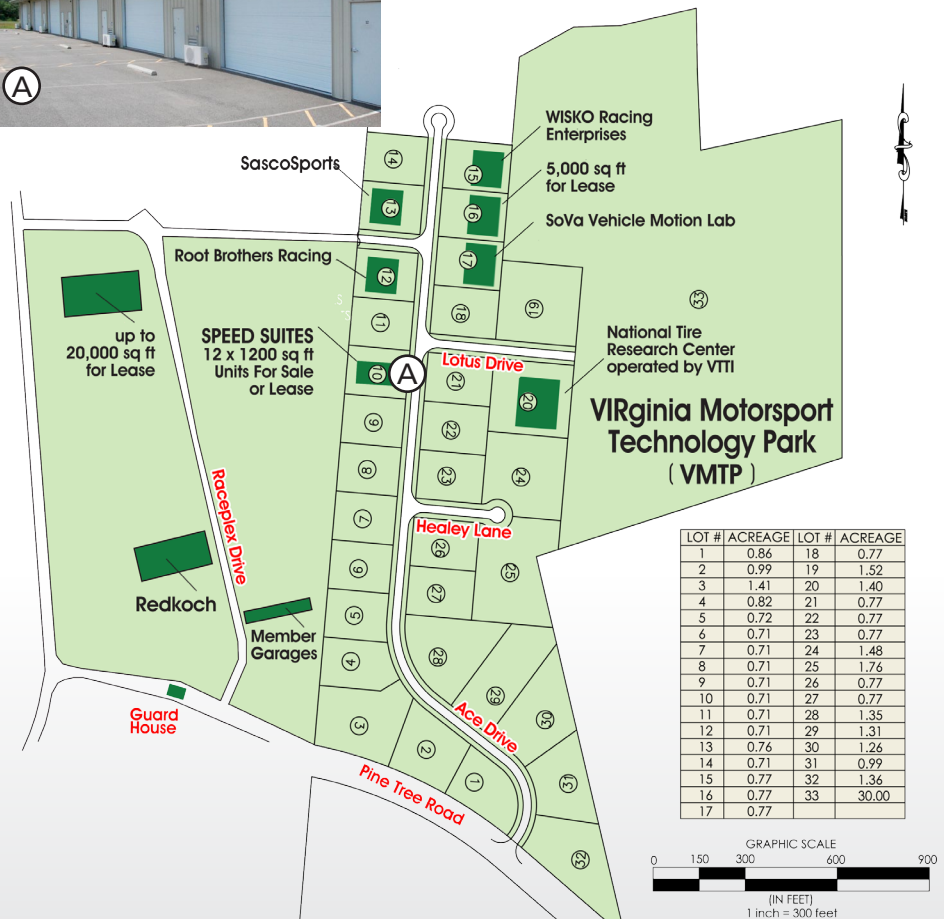 A
WISKO Racing
Enterprises
SascoSports
5,000 sq ft
for Lease
SoVa Vehicle Motion Lab
Root Brothers Racing
up to
20,000 sq ft
for Lease
SPEED SUITES
12 x 1200 sq ft
Units For Sale
or Lease
A
Lotus Drive
National Tire
Research Center
operated by VTTI
VIRginia Motorsport
Technology Park
( VMTP )
Raceplex Drive
Healey Lane
Redkoch
Member
Garages
Guard
House
Ace Drive
Pine Tree Road
14
13
15
16
17
12
11
18
19
33
10
21
20
9
22
8
23
24
7
26
25
6
27
5
4
28
29
30
3
2
1
31
32
LOT # ACREAGE LOT # ACREAGE
1 0.86 18 0.77
2 0.99 19 1.52
3 1.41 20 1.40
4 0.82 21 0.77
5 0.72 22 0.77
6 0.71 23 0.77
7 0.71 24 1.48
8 0.71 25 1.76
9 0.71 26 0.77
10 0.71 27 0.77
11 0.71 28 1.35
12 0.71 29 1.31
13 0.76 30 1.26
14 0.71 31 0.99
15 0.77 32 1.36
16 0.77 33 30.00
17 0.77
GRAPHIC SCALE
0 150 300 600 900
(IN FEET)
1 inch = 300 feet